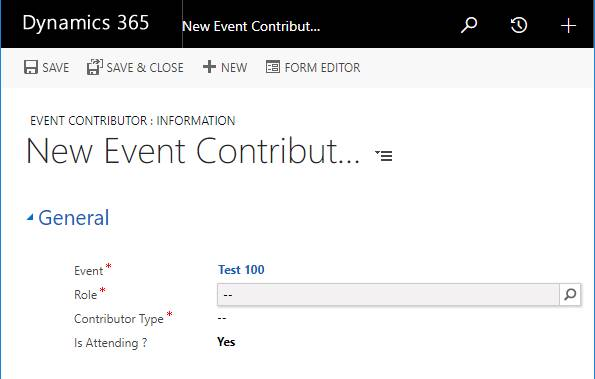 Dynamics 365 New Event Contribut...
SAVE SAVE & CLOSE NEW FORM EDITOR
EVENT CONTRIBUTOR : INFORMATION
New Event Contribut...
General
Event * Test 100
Role * --
Contributor Type * --
Is Attending ? Yes